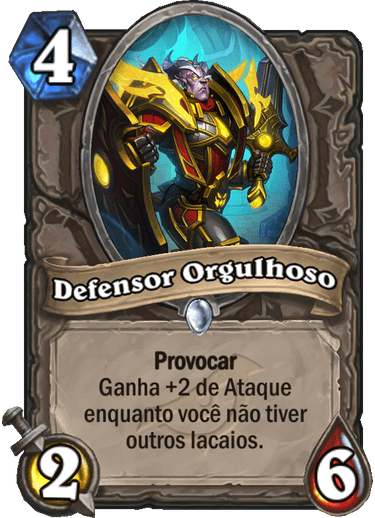 4
Defensor Orgulhoso
Provocar
Ganha +2 de Ataque
enquanto você não tiver
outros lacaios.
2
6